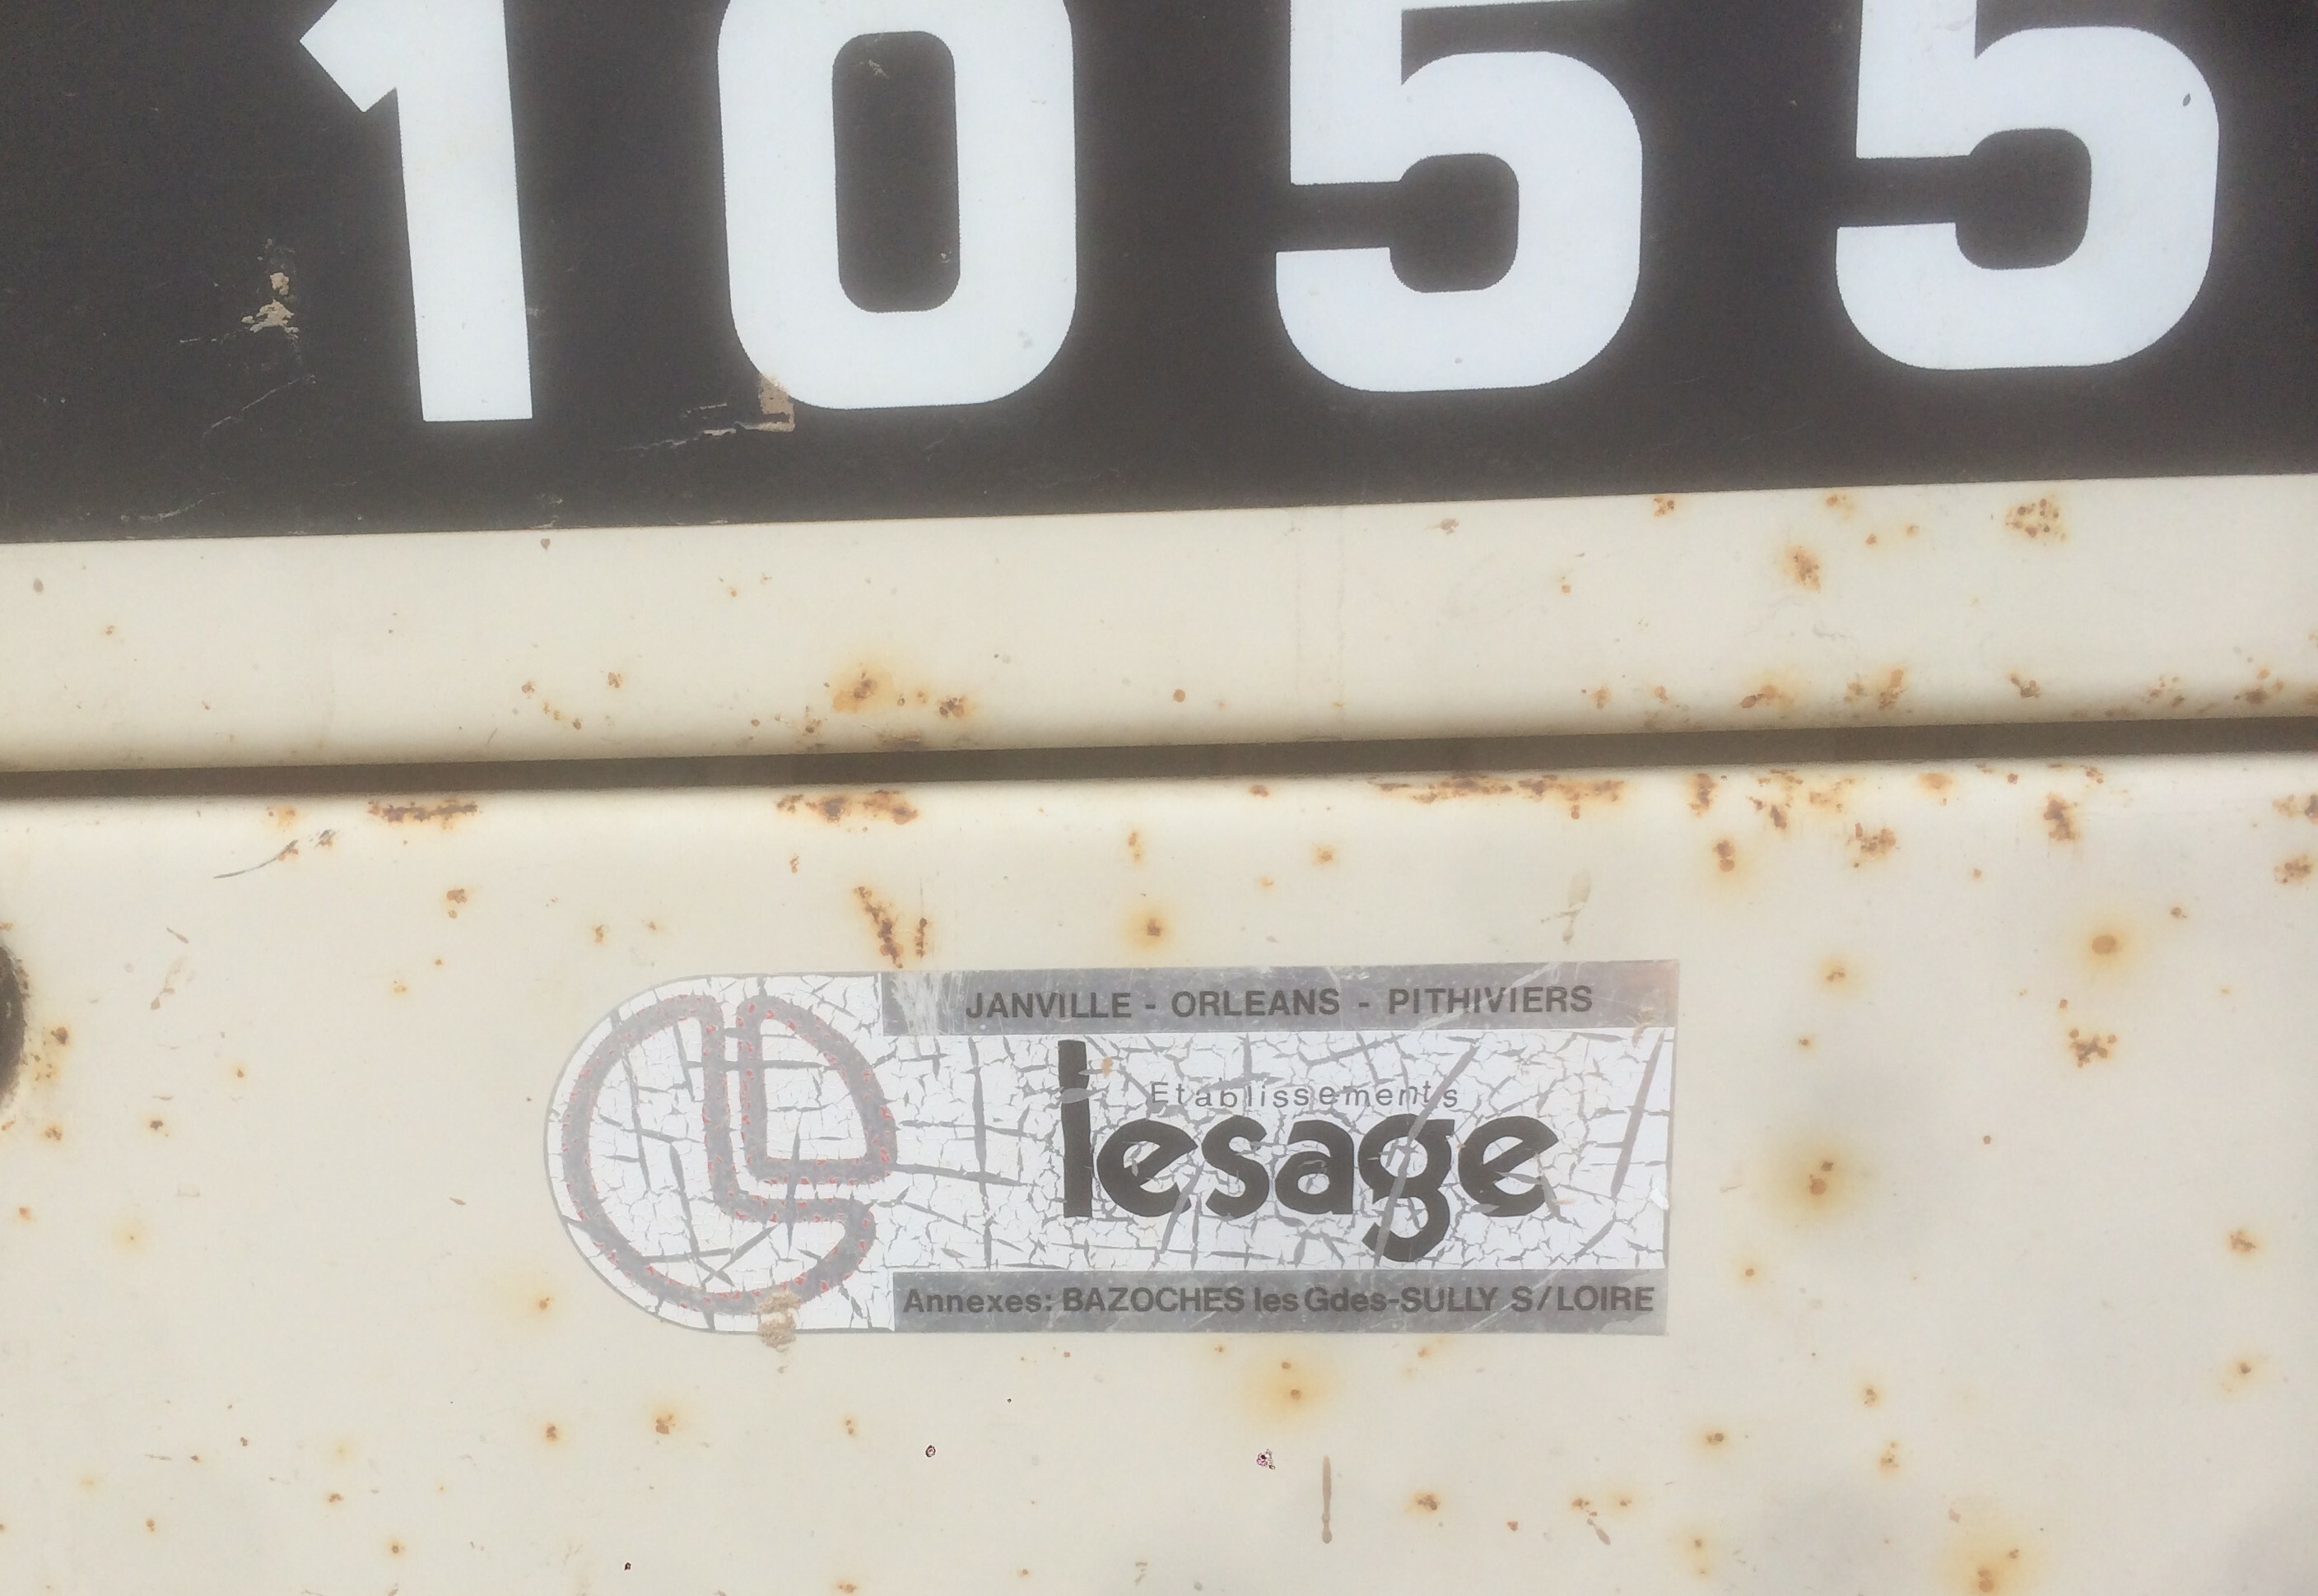 1055
JANVILLE - ORLEANS - PITHIVIERS
Etablissements
lesage
Annexes: BAZOCHES les Gdes-SULLY S/LOIRE